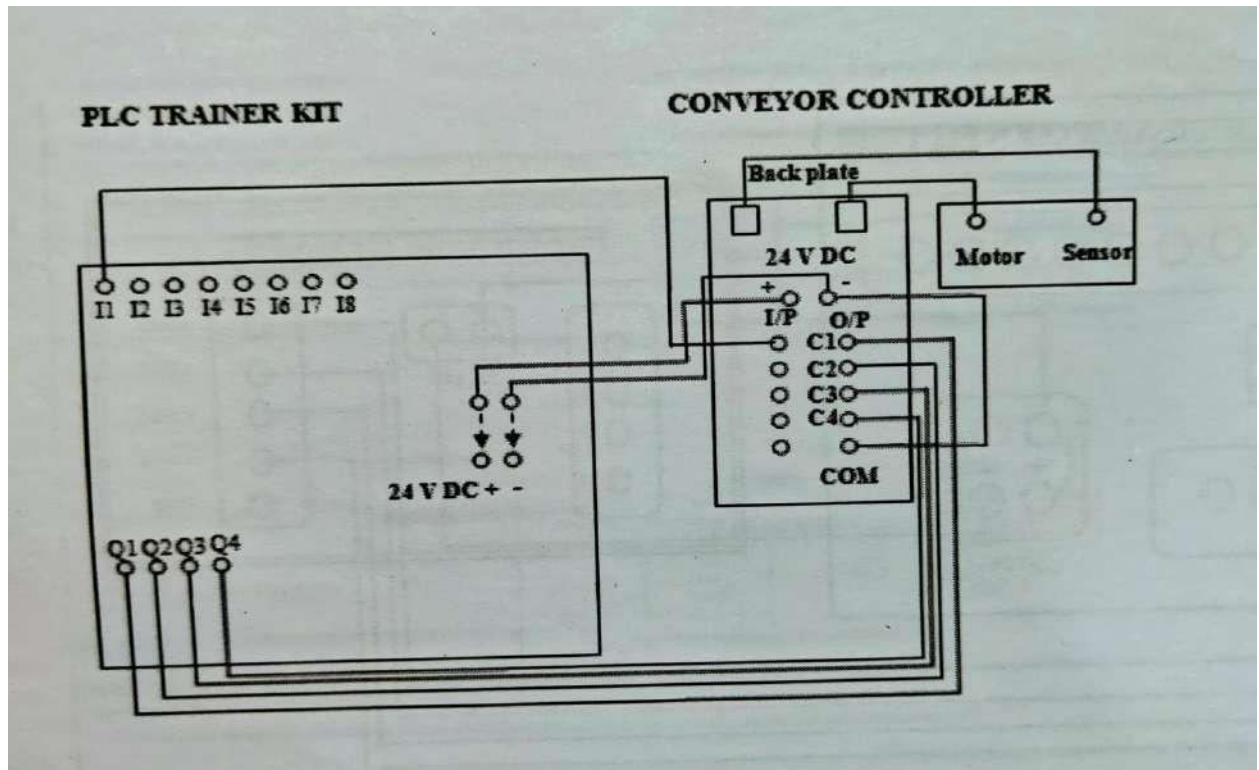 PLC TRAINER KIT
CONVEYOR CONTROLLER
Back plate
24 V DC
+ -
I/P O/P
Motor Sensor
I1 I2 I3 I4 I5 I6 I7 I8
C1
C2
C3
C4
COM
24 V DC + -
Q1 Q2 Q3 Q4